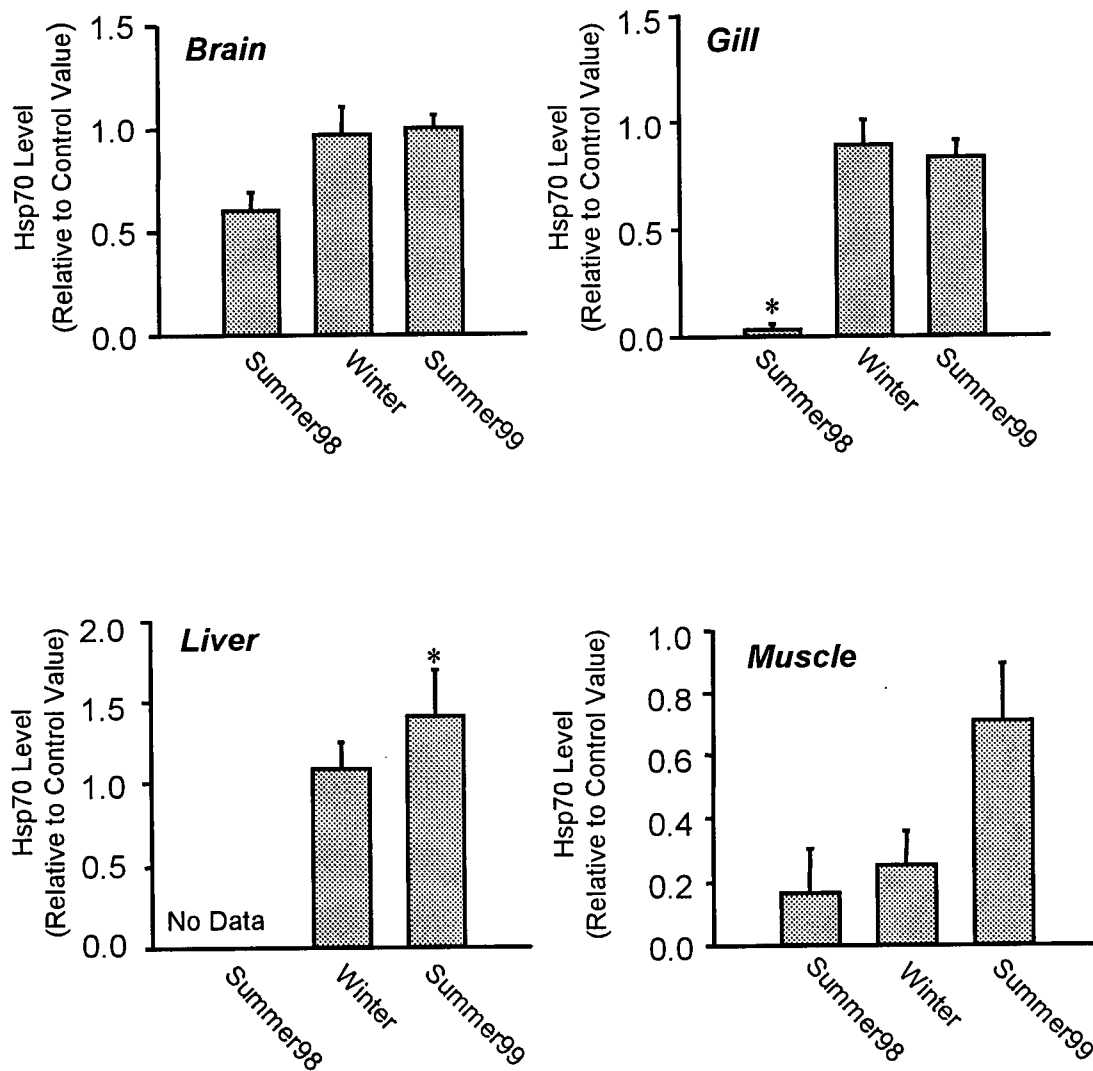 Brain
Hsp70 Level
(Relative to Control Value)
1.5
1.0
0.5
0.0
Summer98
Winter
Summer99
Gill
Hsp70 Level
(Relative to Control Value)
1.5
1.0
0.5
0.0
*
Summer98
Winter
Summer99
Liver
Hsp70 Level
(Relative to Control Value)
2.0
1.5
1.0
0.5
0.0
*
No Data
Summer98
Winter
Summer99
Muscle
Hsp70 Level
(Relative to Control Value)
1.0
0.8
0.6
0.4
0.2
0.0
Summer98
Winter
Summer99